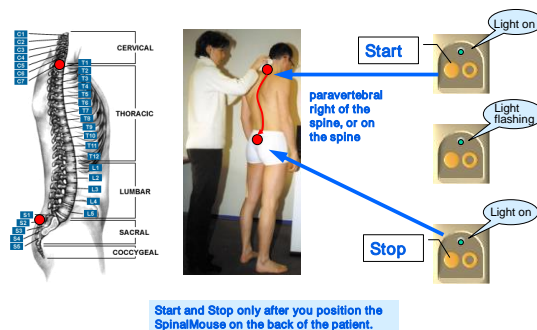 C1
C2
C3
C4
C5
C6
C7
T1
T2
T3
T4
T5
T6
T7
T8
T9
T10
T11
T12
L1
L2
L3
L4
L5
S1
S2
S3
S4
S5
CERVICAL
THORACIC
LUMBAR
SACRAL
COCCYGEAL
paravertebral
right of the
spine, or on
the spine
Start
Light on
Light
flashing
Light on
Stop
Start and Stop only after you position the
SpinalMouse on the back of the patient.